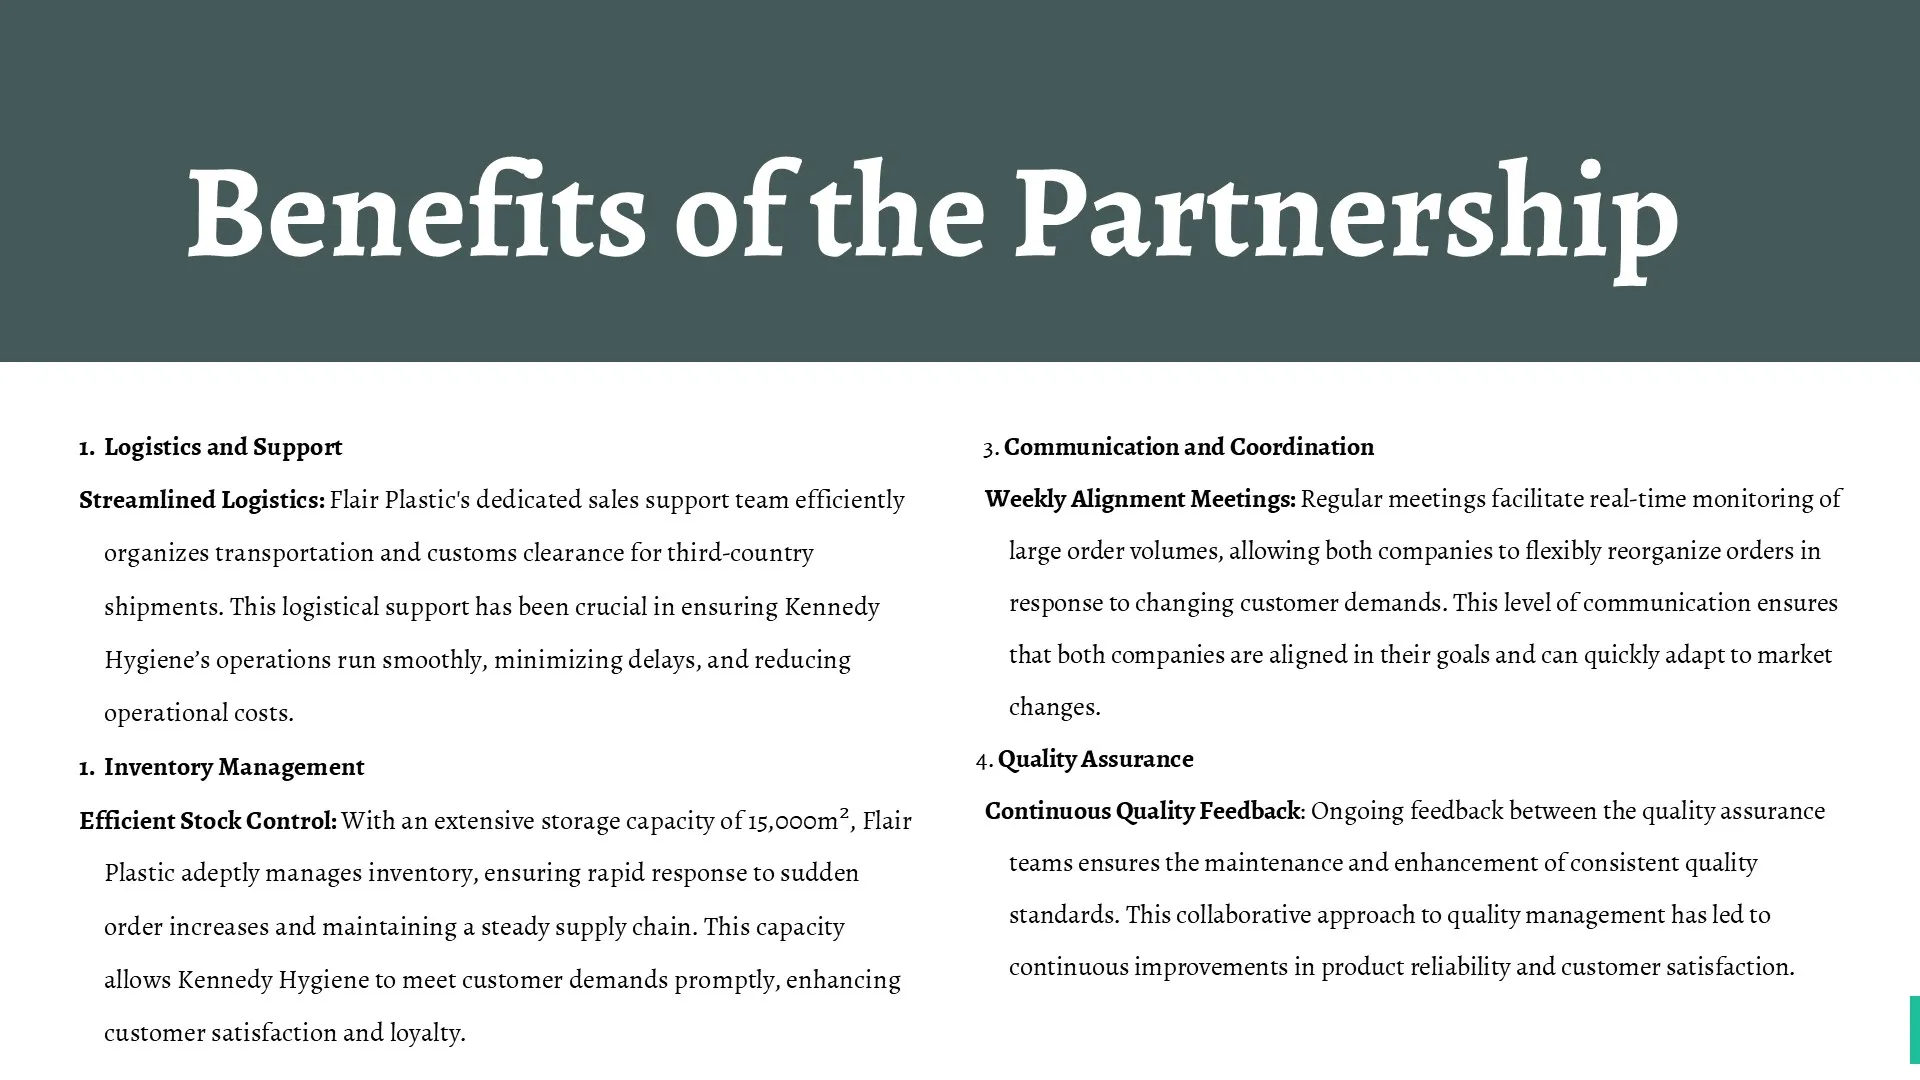 Benefits of the Partnership
1. Logistics and Support
Streamlined Logistics: Flair Plastic's dedicated sales support team efficiently
organizes transportation and customs clearance for third-country
shipments. This logistical support has been crucial in ensuring Kennedy
Hygiene’s operations run smoothly, minimizing delays, and reducing
operational costs.
1. Inventory Management
Efficient Stock Control: With an extensive storage capacity of 15,000m², Flair
Plastic adeptly manages inventory, ensuring rapid response to sudden
order increases and maintaining a steady supply chain. This capacity
allows Kennedy Hygiene to meet customer demands promptly, enhancing
customer satisfaction and loyalty.
3. Communication and Coordination
Weekly Alignment Meetings: Regular meetings facilitate real-time monitoring of
large order volumes, allowing both companies to flexibly reorganize orders in
response to changing customer demands. This level of communication ensures
that both companies are aligned in their goals and can quickly adapt to market
changes.
4. Quality Assurance
Continuous Quality Feedback: Ongoing feedback between the quality assurance
teams ensures the maintenance and enhancement of consistent quality
standards. This collaborative approach to quality management has led to
continuous improvements in product reliability and customer satisfaction.